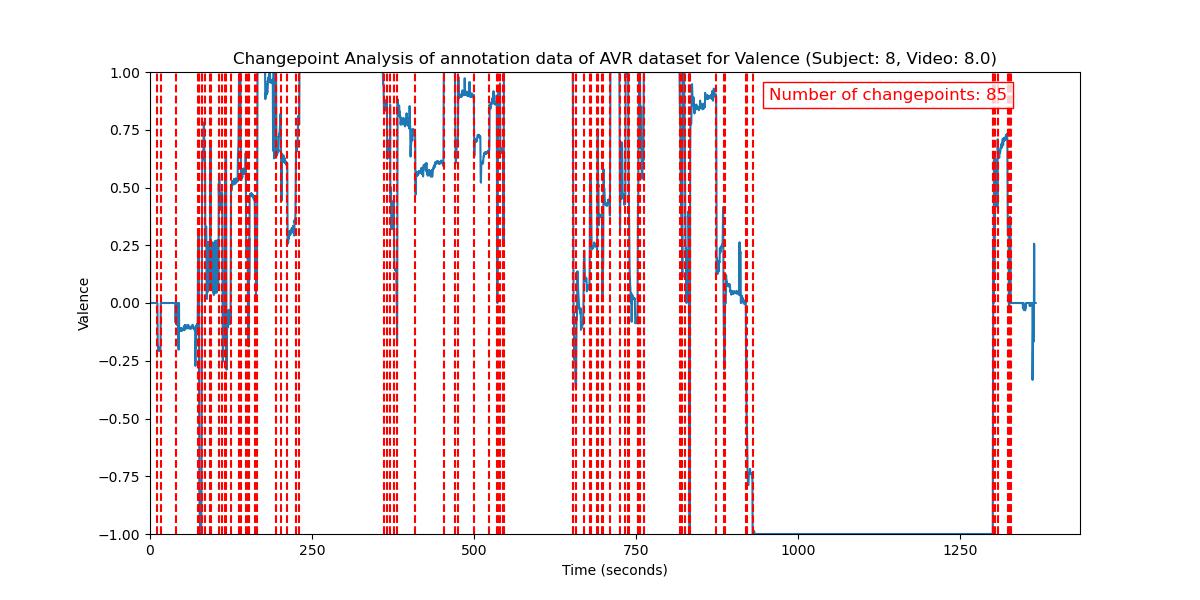 Changepoint Analysis of annotation data of AVR dataset for Valence (Subject: 8, Video: 8.0)
Number of changepoints: 85
1.00
0.75
0.50
0.25
0.00
−0.25
−0.50
−0.75
−1.00
Valence
0 250 500 750 1000 1250
Time (seconds)